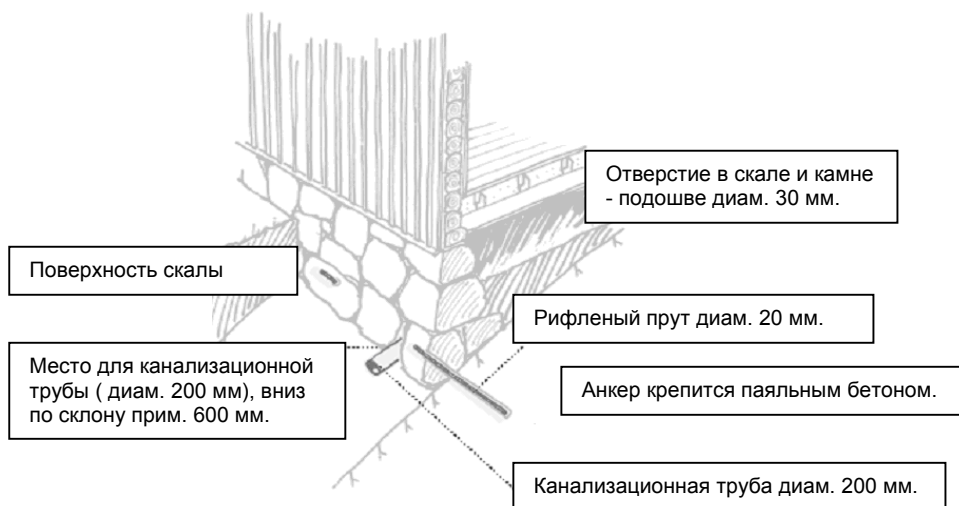 Отверстие в скале и камне
- подошве диам. 30 мм.
Поверхность скалы
Рифленый прут диам. 20 мм.
Место для канализационной
трубы ( диам. 200 мм), вниз
по склону прим. 600 мм.
Анкер крепится паяльным бетоном.
Канализационная труба диам. 200 мм.